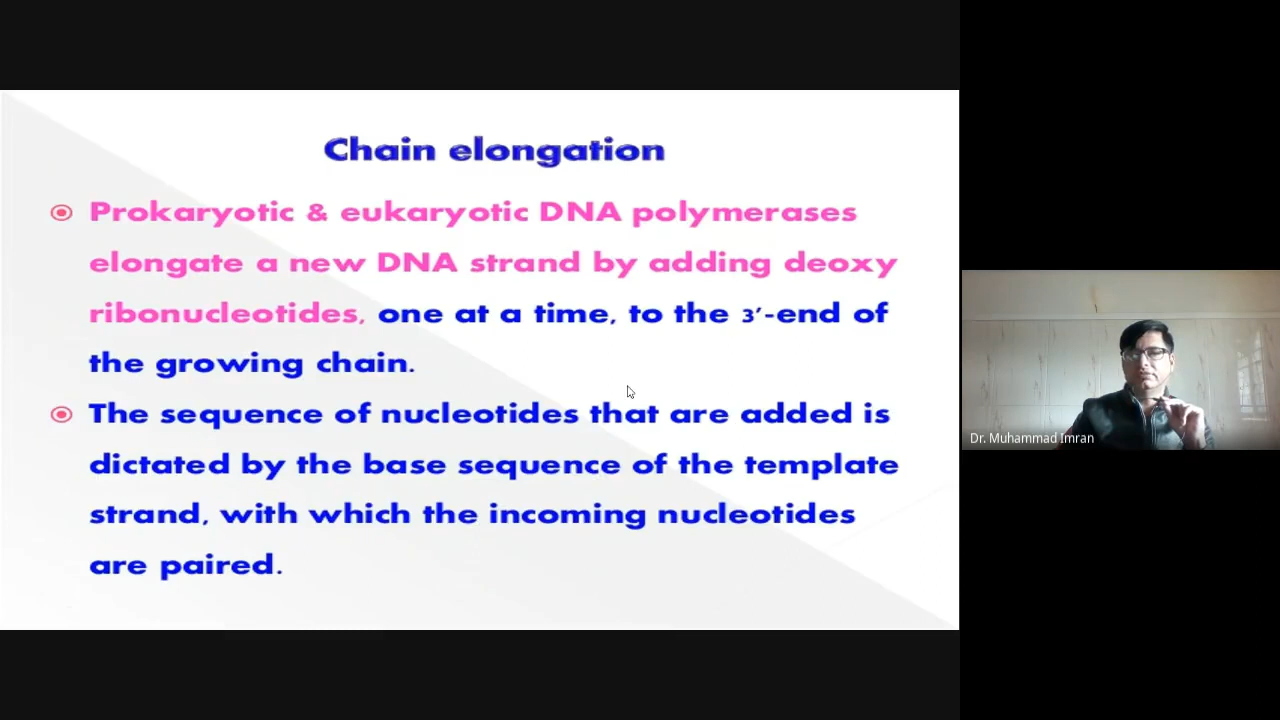 Chain elongation
Prokaryotic & eukaryotic DNA polymerases
elongate a new DNA strand by adding deoxy
ribonucleotides, one at a time, to the 3′-end of
the growing chain.
The sequence of nucleotides that are added is
dictated by the base sequence of the template
strand, with which the incoming nucleotides
are paired.
Dr. Muhammad Imran